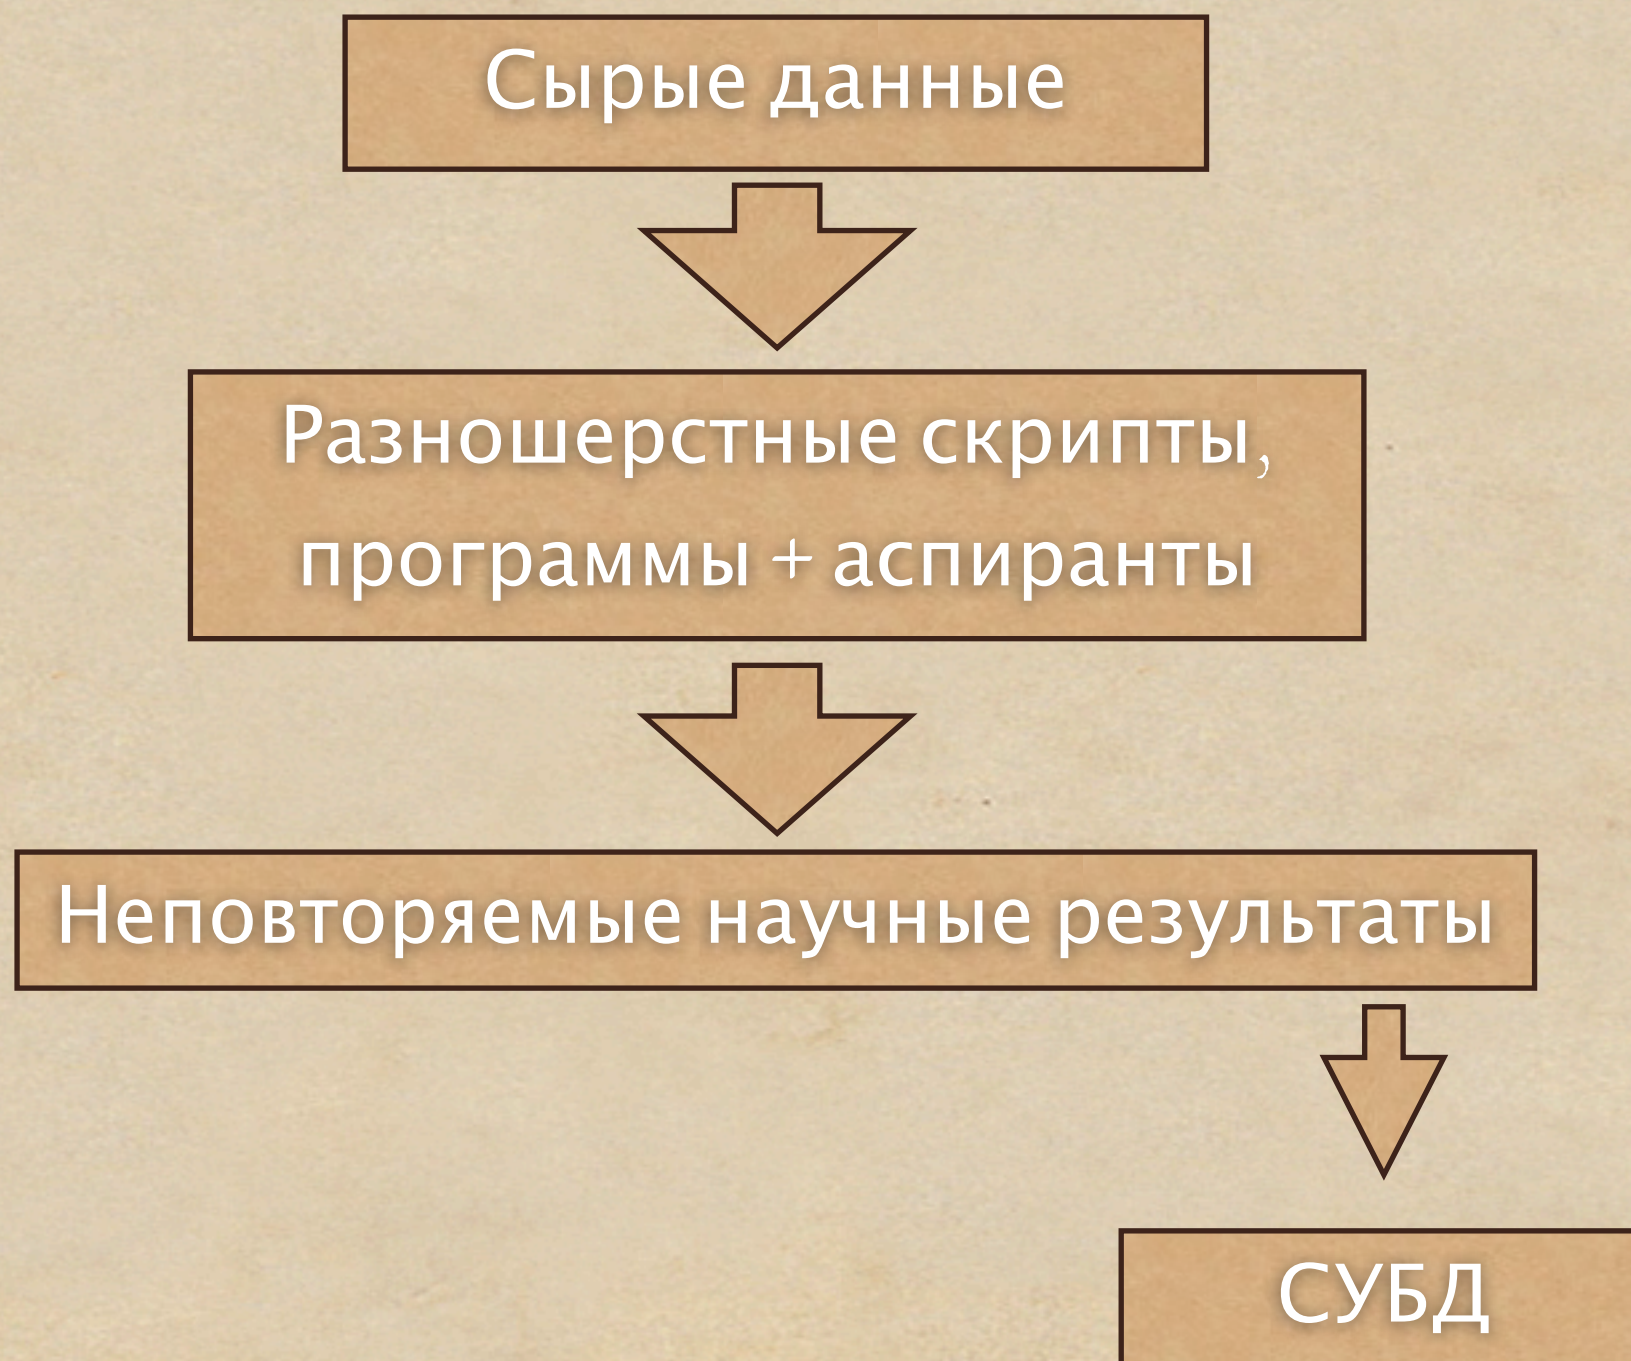 Сырые данные
Разношерстные скрипты,
программы + аспиранты
Неповторяемые научные результаты
СУБД